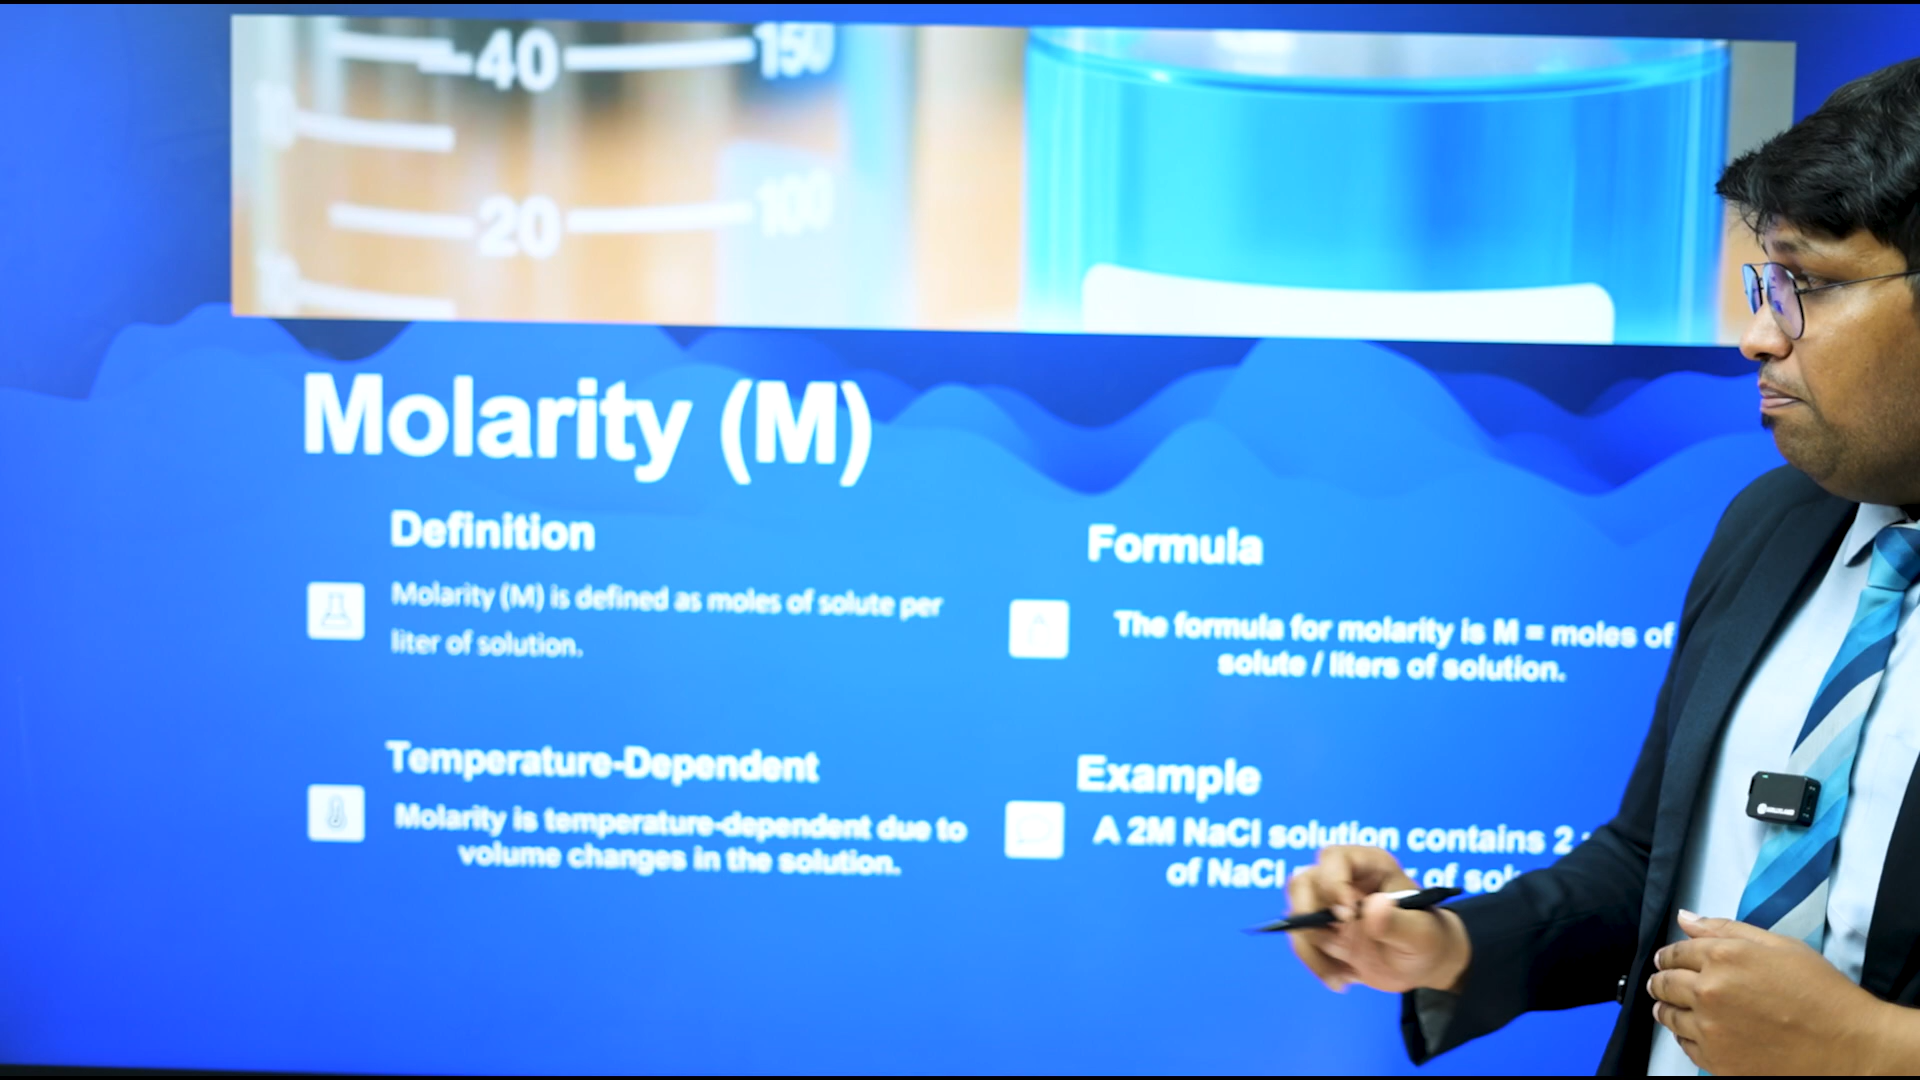 40 150
20 100
Molarity (M)
Definition
Molarity (M) is defined as moles of solute per
liter of solution.
Formula
The formula for molarity is M = moles of
solute / liters of solution.
Temperature-Dependent
Molarity is temperature-dependent due to
volume changes in the solution.
Example
A 2M NaCl solution contains 2
of NaCl of